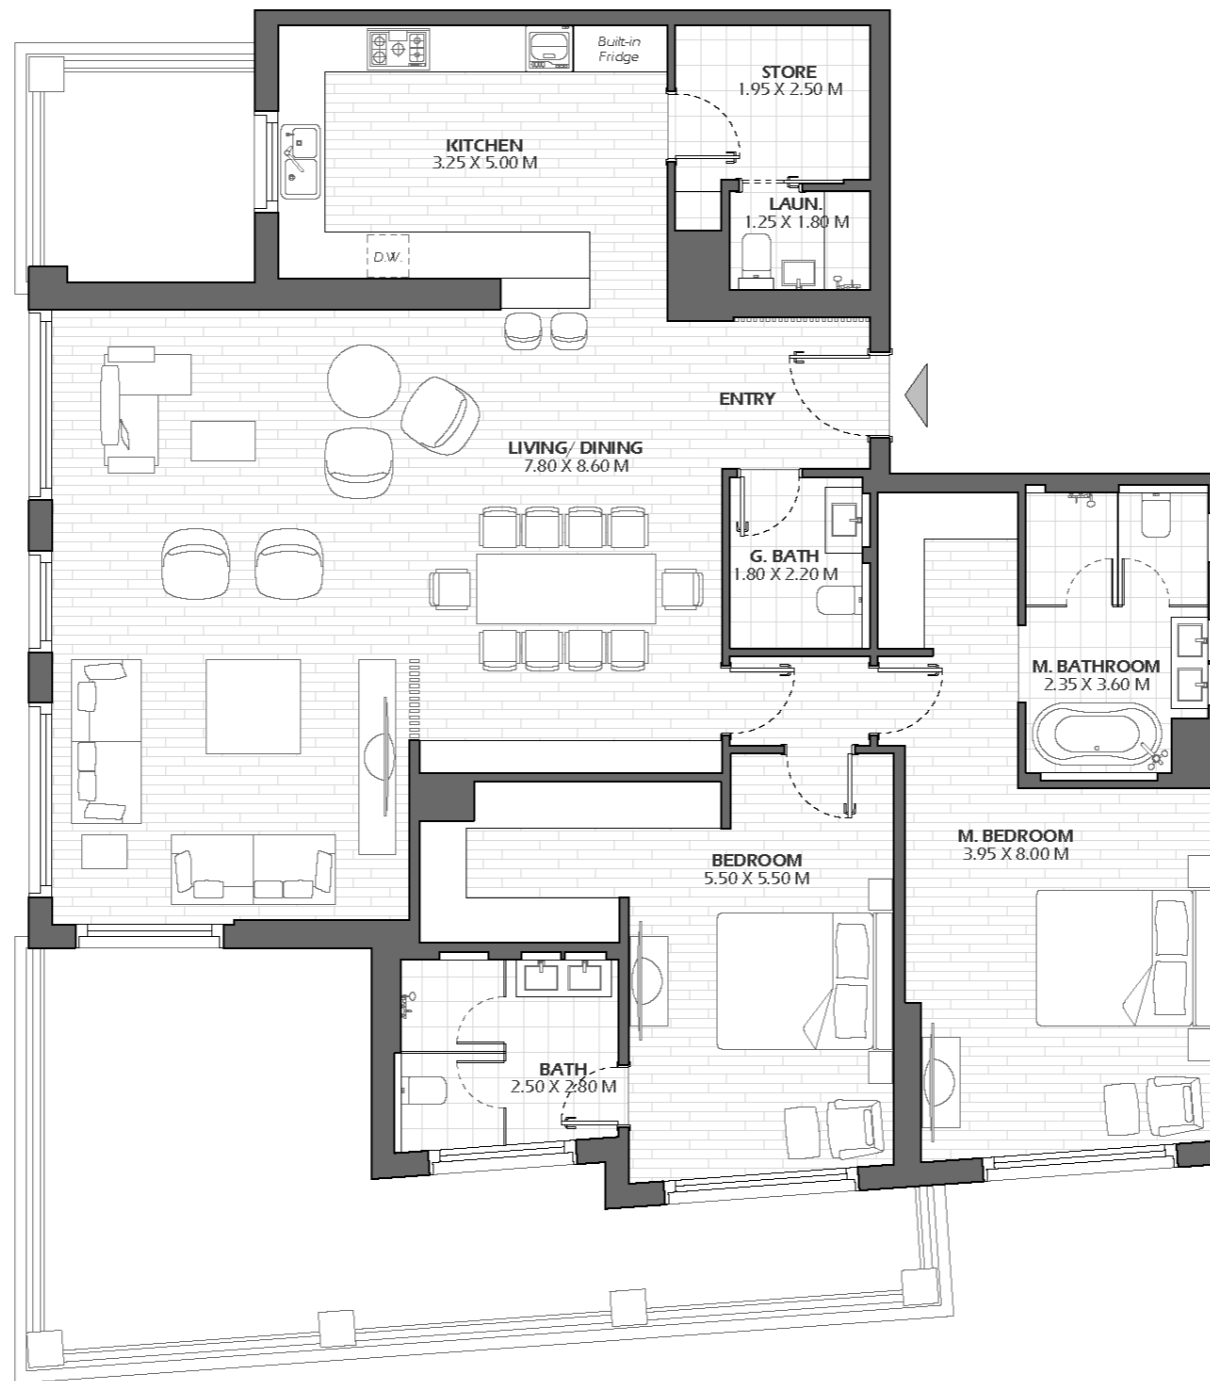 Built-in
Fridge
STORE
1.95 X 2.50 M
KITCHEN
3.25 X 5.00 M
LAUN.
1.25 X 1.80 M
D.W.
ENTRY
LIVING/ DINING
7.80 X 8.60 M
G. BATH
1.80 X 2.20 M
M. BATHROOM
2.35 X 3.60 M
M. BEDROOM
3.95 X 8.00 M
BEDROOM
5.50 X 5.50 M
BATH
2.50 X 2.80 M